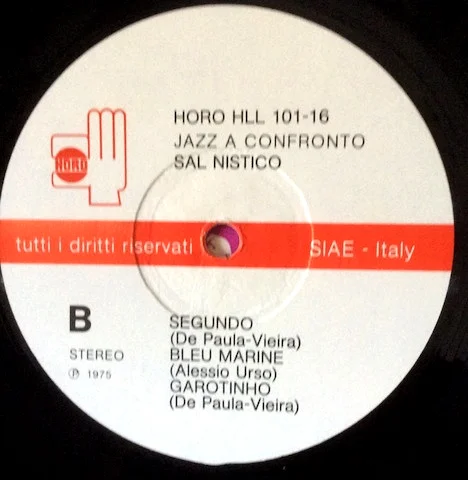 HORO HLL 101-16
JAZZ A CONFRONTO
SAL NISTICO
HORO
tutti i diritti riservati
SIAE - Italy
B
STEREO
℗ 1975
SEGUNDO
(De Paula-Vieira)
BLEU MARINE
(Alessio Urso)
GAROTINHO
(De Paula-Vieira)